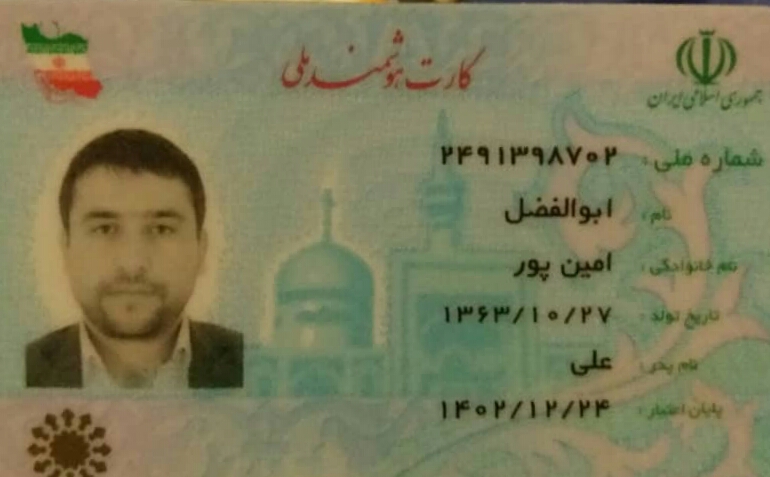 کارت هوشمند ملی
جمهوری اسلامی ایران
شماره ملی: ۲۴۹۱۳۹۸۷۰۲
نام: ابوالفضل
نام خانوادگی: امین پور
تاریخ تولد: ۱۳۶۳/۱۰/۲۷
نام پدر: علی
پایان اعتبار: ۱۴۰۲/۱۲/۲۴